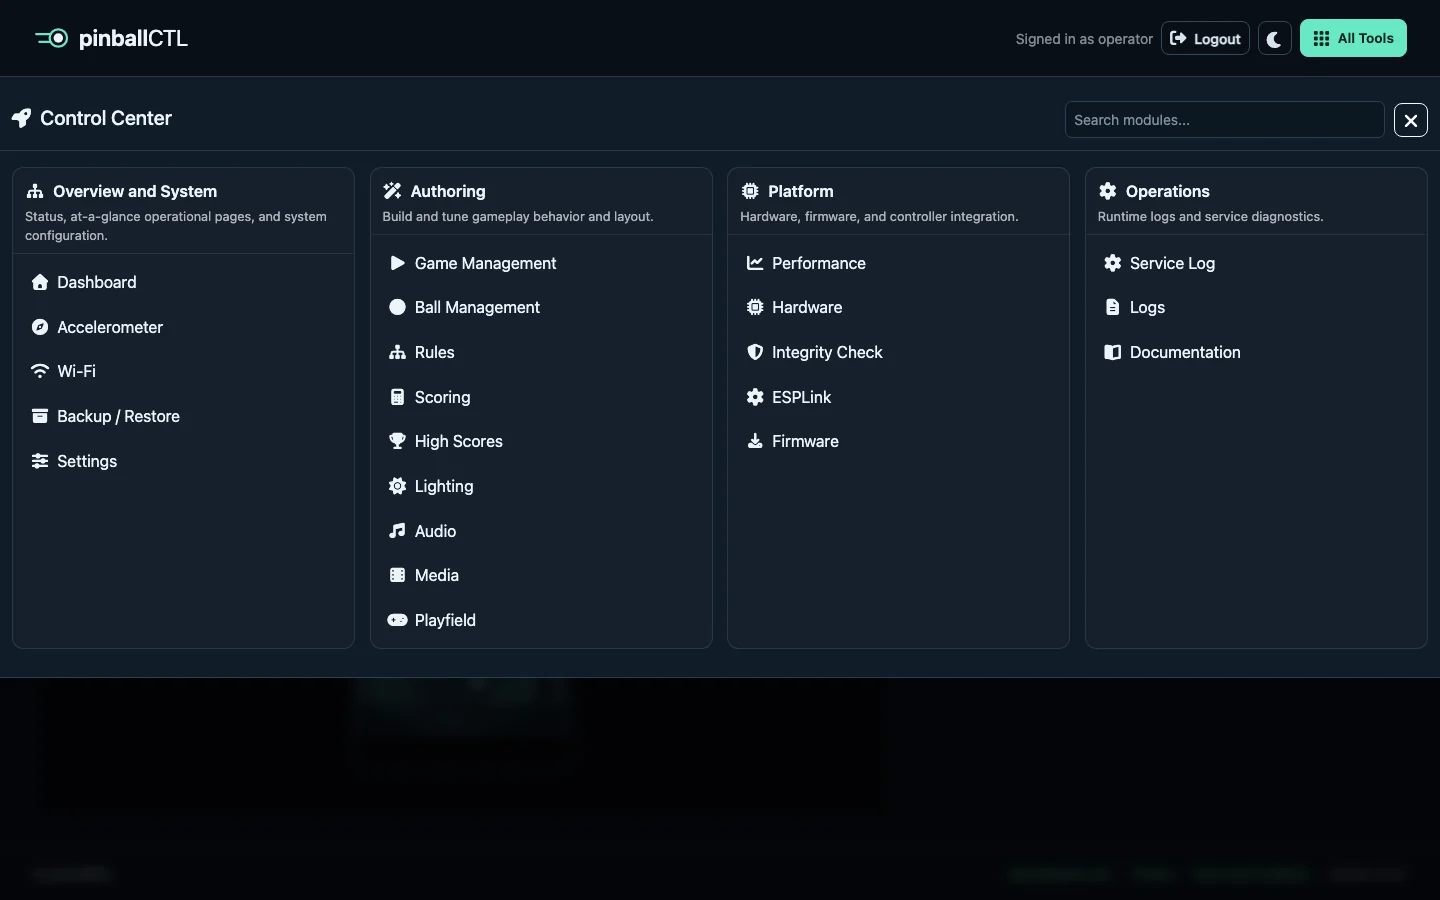 pinballCTL
Signed in as operator
Logout
All Tools
Control Center
Search modules...
Overview and System
Status, at-a-glance operational pages, and system
configuration.
Dashboard
Accelerometer
Wi-Fi
Backup / Restore
Settings
Authoring
Build and tune gameplay behavior and layout.
Game Management
Ball Management
Rules
Scoring
High Scores
Lighting
Audio
Media
Playfield
Platform
Hardware, firmware, and controller integration.
Performance
Hardware
Integrity Check
ESPLink
Firmware
Operations
Runtime logs and service diagnostics.
Service Log
Logs
Documentation